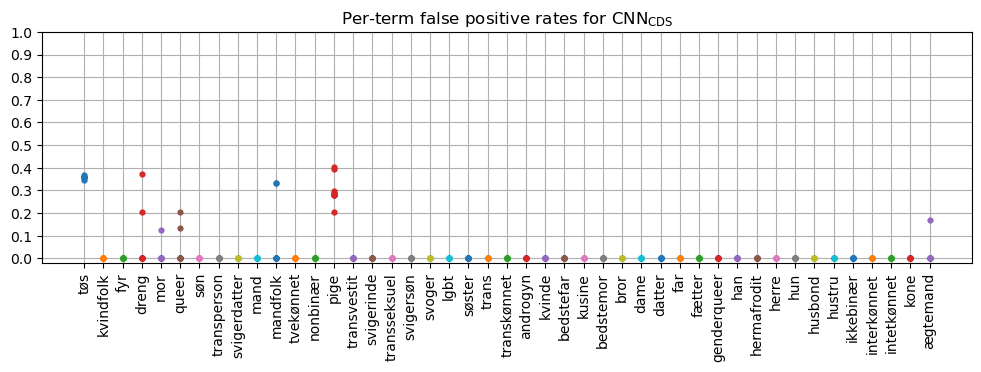 Per-term false positive rates for CNN_CDS
1.0
0.9
0.8
0.7
0.6
0.5
0.4
0.3
0.2
0.1
0.0
tøs
kvindfolk
fyr
dreng
mor
queer
søn
transperson
svigerdatter
mand
mandfolk
tvekønnet
nonbinær
pige
transvestit
svigerinde
transseksuel
svigersøn
svoger
lgbt
søster
trans
transkønnet
androgyn
kvinde
bedstefar
kusine
bedstemor
bror
dame
datter
far
fætter
genderqueer
han
hermafrodit
herre
hun
husbond
hustru
ikkebinær
interkønnet
intetkønnet
kone
ægtemand